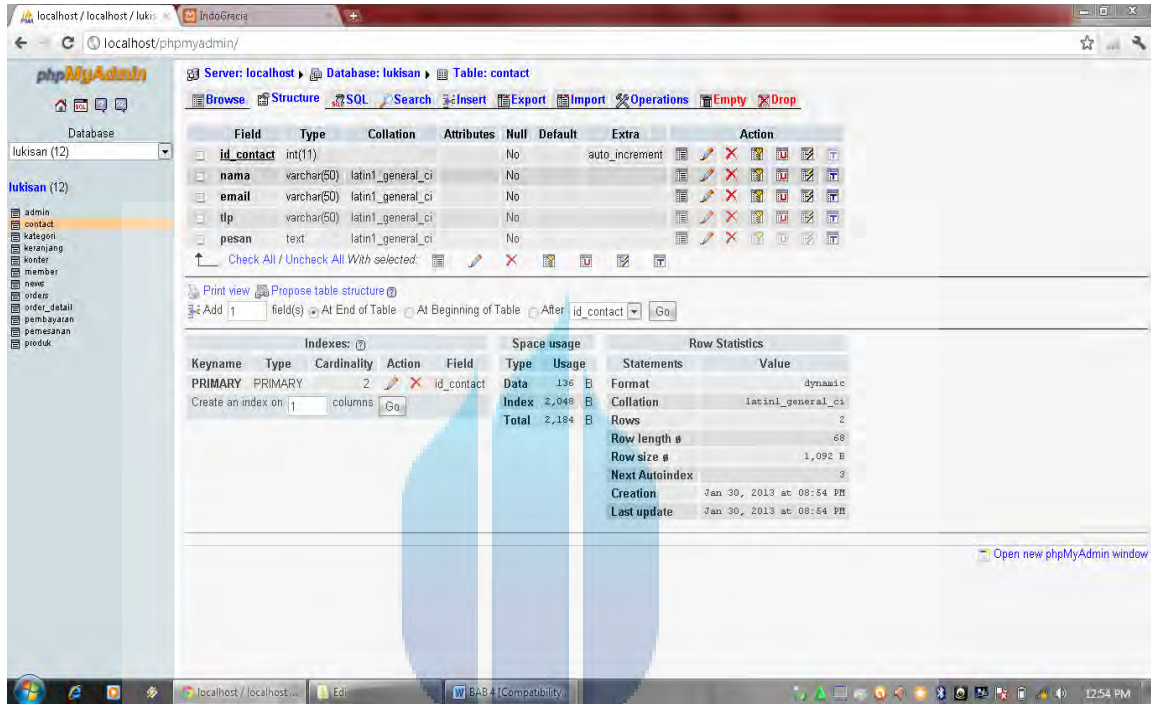 localhost / localhost / lukis
IndoGracia
localhost/phpmyadmin/
phpMyAdmin
Database
lukisan (12)
lukisan (12)
admin
contact
kategori
keranjang
konter
member
news
orders
order_detail
pembayaran
pemesanan
produk
Server: localhost Database: lukisan Table: contact
Browse Structure SQL Search Insert Export Import Operations Empty Drop
Field Type Collation Attributes Null Default Extra Action
id_contact int(11) No auto_increment
nama varchar(50) latin1_general_ci No
email varchar(50) latin1_general_ci No
tlp varchar(50) latin1_general_ci No
pesan text latin1_general_ci No
Check All / Uncheck All With selected:
Print view Propose table structure
Add 1 field(s) At End of Table At Beginning of Table After id_contact Go
Indexes:
Keyname Type Cardinality Action Field
PRIMARY PRIMARY 2 id_contact
Create an index on 1 columns Go
Space usage
Type Usage
Data 136 B
Index 2,048 B
Total 2,184 B
Row Statistics
Statements Value
Format dynamic
Collation latin1_general_ci
Rows 2
Row length ø 68
Row size ø 1,092 B
Next Autoindex 3
Creation Jan 30, 2013 at 08:54 PM
Last update Jan 30, 2013 at 08:54 PM
Open new phpMyAdmin window
localhost / localhost ...
Edi
BAB 4 [Compatibility
12:54 PM